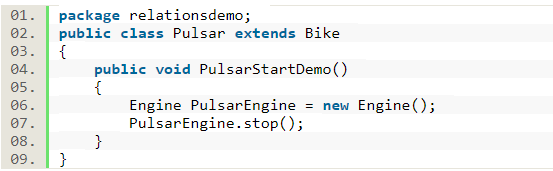 01. package relationsdemo;
02. public class Pulsar extends Bike
03. {
04.     public void PulsarStartDemo()
05.     {
06.         Engine PulsarEngine = new Engine();
07.         PulsarEngine.stop();
08.     }
09. }